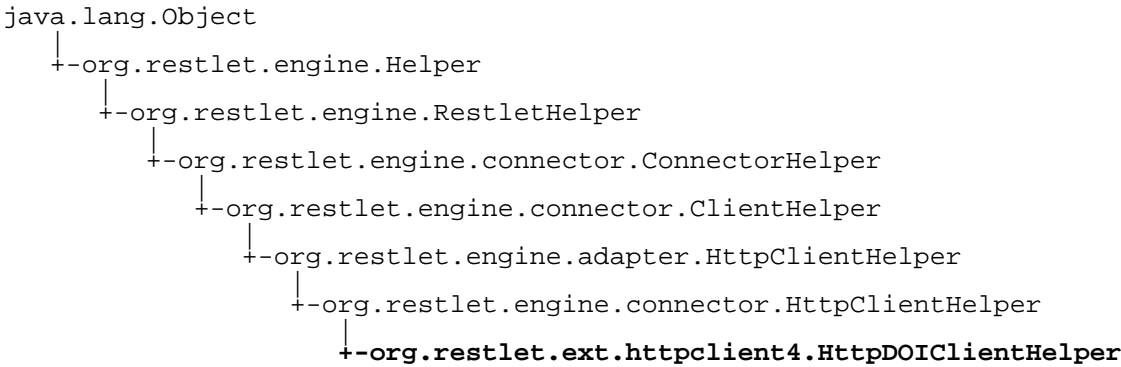 java.lang.Object
+-org.restlet.engine.Helper
+-org.restlet.engine.RestletHelper
+-org.restlet.engine.connector.ConnectorHelper
+-org.restlet.engine.connector.ClientHelper
+-org.restlet.engine.adapter.HttpClientHelper
+-org.restlet.engine.connector.HttpClientHelper
+-org.restlet.ext.httpclient4.HttpDOIClientHelper